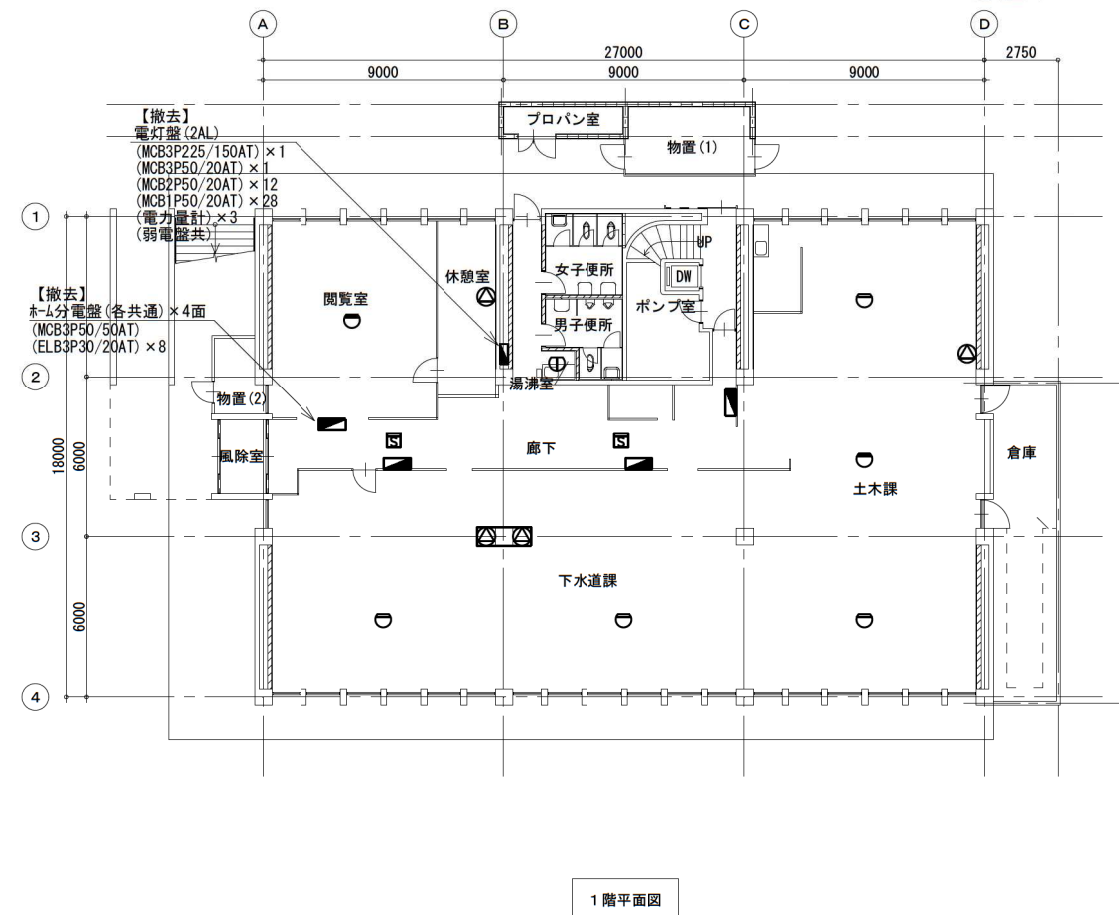 A
B
C
D
27000
2750
9000
9000
9000
【撤去】
電灯盤(2AL)
(MCB3P225/150AT)×1
(MCB3P50/20AT)×1
(MCB2P50/20AT)×12
(MCB1P50/20AT)×28
(電力量計)×3
(弱電盤共)
プロパン室
物置(1)
1
UP
女子便所
DW
休憩室
閲覧室
ポンプ室
【撤去】
ホーム分電盤(各共通)×4面
(MCB3P50/50AT)
(ELB3P30/20AT)×8
男子便所
2
湯沸室
物置(2)
S
S
廊下
風除室
倉庫
18000
6000
土木課
3
下水道課
6000
4
1階平面図